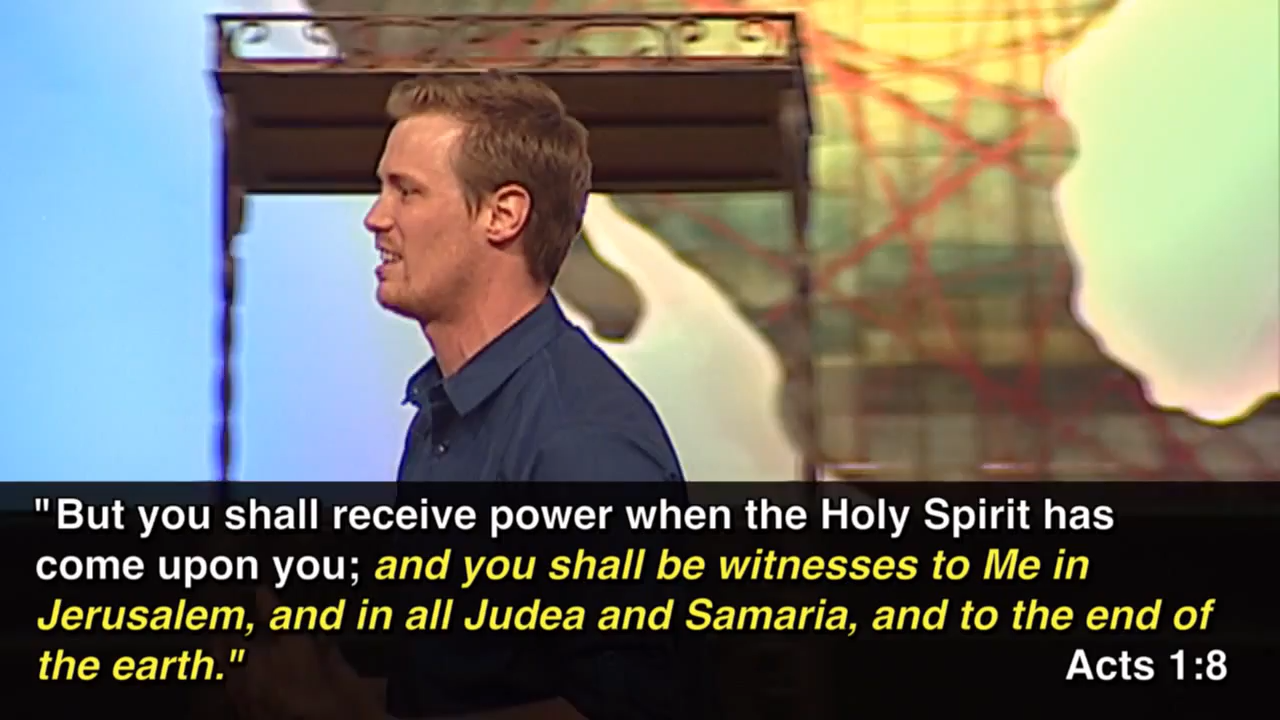 "But you shall receive power when the Holy Spirit has
come upon you; and you shall be witnesses to Me in
Jerusalem, and in all Judea and Samaria, and to the end of
the earth." Acts 1:8